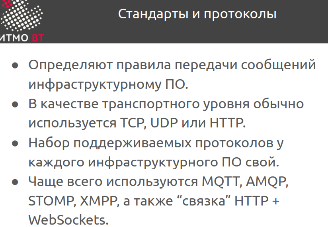 Стандарты и протоколы
ИТМО ВТ
● Определяют правила передачи сообщений
инфраструктурному ПО.
● В качестве транспортного уровня обычно
используется TCP, UDP или HTTP.
● Набор поддерживаемых протоколов у
каждого инфраструктурного ПО свой.
● Чаще всего используются MQTT, AMQP,
STOMP, XMPP, а также “связка” HTTP +
WebSockets.